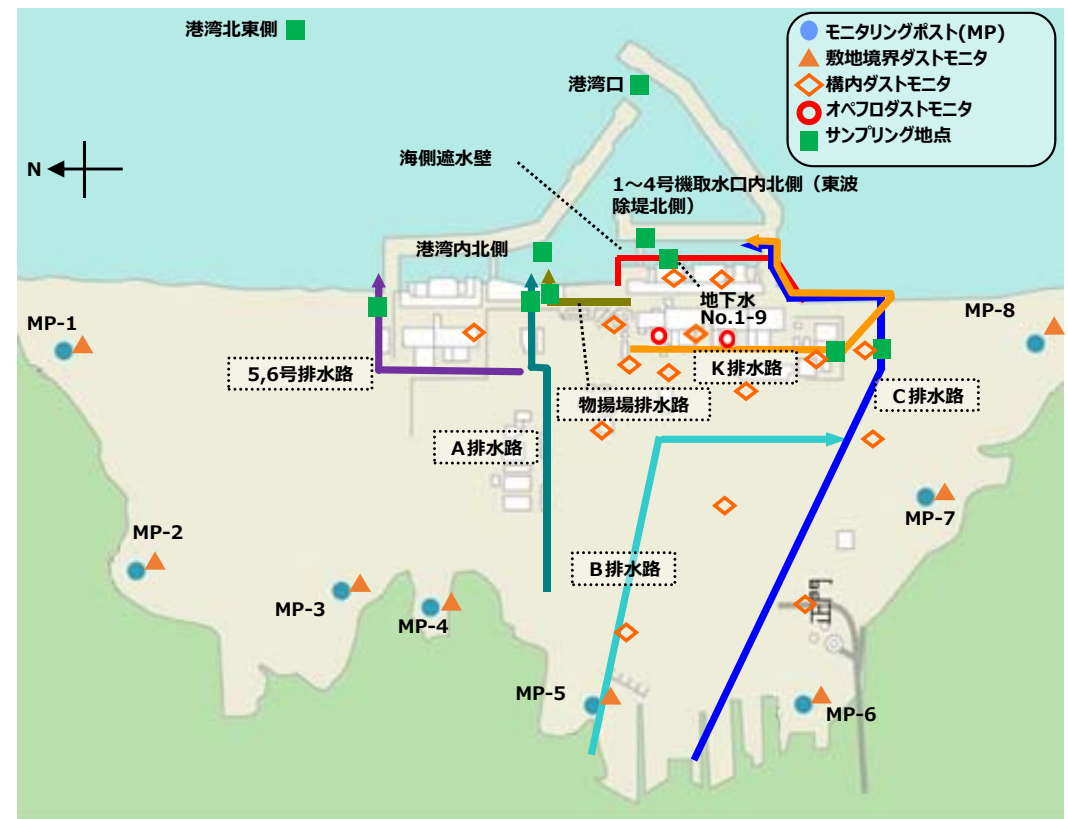 港湾北東側
モニタリングポスト(MP)
敷地境界ダストモニタ
構内ダストモニタ
オペフロダストモニタ
サンプリング地点
港湾口
N
海側遮水壁
1～4号機取水口内北側（東波
除堤北側）
港湾内北側
地下水
No.1-9
MP-1
MP-8
5,6号排水路
K排水路
物揚場排水路
C排水路
A排水路
MP-7
MP-2
B排水路
MP-3
MP-4
MP-5
MP-6